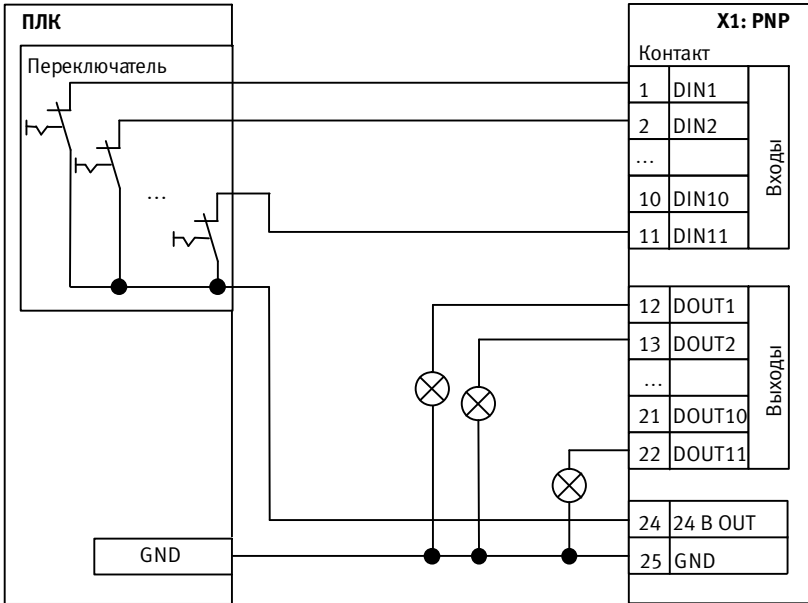 ПЛК
X1: PNP
Переключатель
Контакт
1 DIN1
2 DIN2
...
10 DIN10
11 DIN11
Входы
...
12 DOUT1
13 DOUT2
...
21 DOUT10
22 DOUT11
Выходы
24 24 В OUT
GND
25 GND